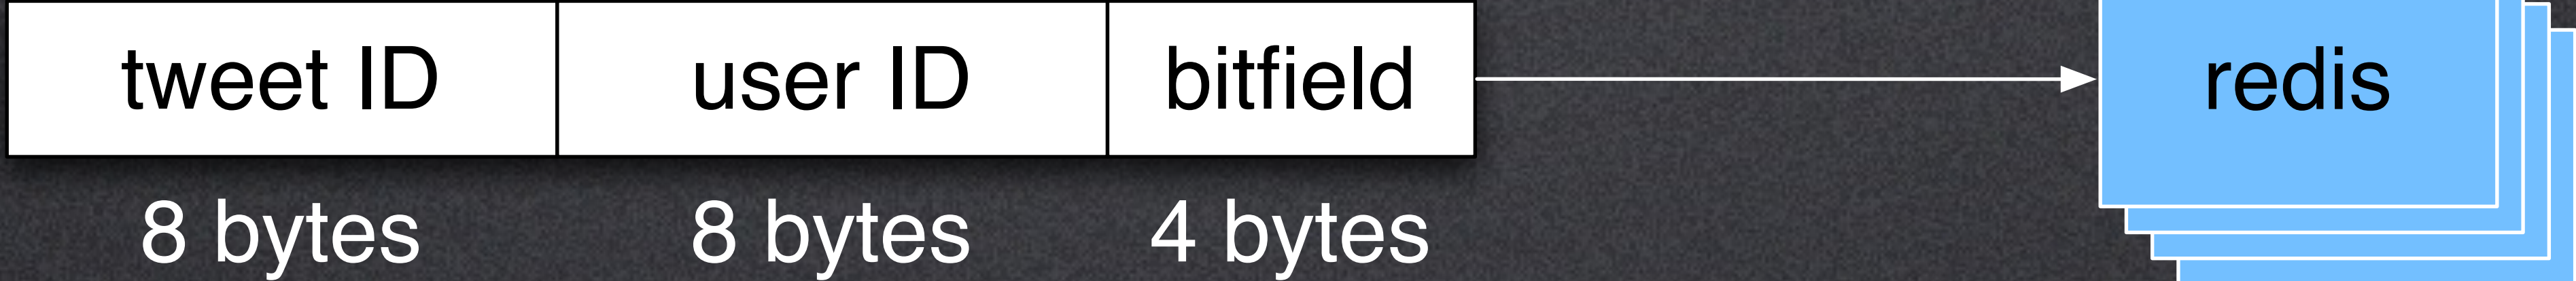 tweet ID user ID bitfield redis
8 bytes 8 bytes 4 bytes